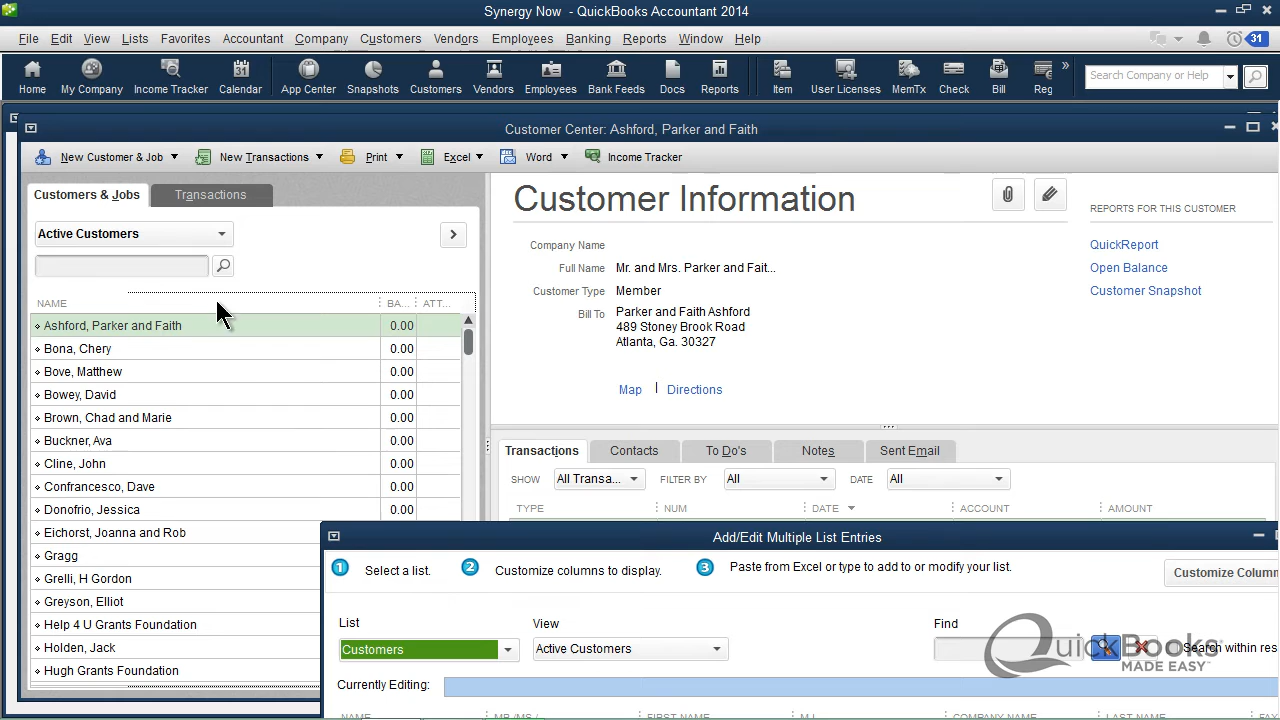 Synergy Now - QuickBooks Accountant 2014
File Edit View Lists Favorites Accountant Company Customers Vendors Employees Banking Reports Window Help
31
Home My Company Income Tracker Calendar App Center Snapshots Customers Vendors Employees Bank Feeds Docs Reports Item User Licenses MemTx Check Bill Reg
Search Company or Help
Customer Center: Ashford, Parker and Faith
New Customer & Job New Transactions Print Excel Word Income Tracker
Customers & Jobs Transactions
Active Customers
NAME BA... ATT...
Ashford, Parker and Faith 0.00
Bona, Chery 0.00
Bove, Matthew 0.00
Bowey, David 0.00
Brown, Chad and Marie 0.00
Buckner, Ava 0.00
Cline, John 0.00
Confrancesco, Dave 0.00
Donofrio, Jessica 0.00
Eichorst, Joanna and Rob
Gragg
Grelli, H Gordon
Greyson, Elliot
Help 4 U Grants Foundation
Holden, Jack
Hugh Grants Foundation
Customer Information
Company Name
Full Name Mr. and Mrs. Parker and Fait...
Customer Type Member
Bill To Parker and Faith Ashford
489 Stoney Brook Road
Atlanta, Ga. 30327
Map Directions
REPORTS FOR THIS CUSTOMER
QuickReport
Open Balance
Customer Snapshot
Transactions Contacts To Do's Notes Sent Email
SHOW All Transa... FILTER BY All DATE All
TYPE NUM DATE ACCOUNT AMOUNT
Add/Edit Multiple List Entries
1 Select a list. 2 Customize columns to display. 3 Paste from Excel or type to add to or modify your list.
Customize Column
List View Find
Customers Active Customers Search within res
Currently Editing:
NAME MR./MS./ FIRST NAME M.I. COMPANY NAME LAST NAME
QuickBooks
MADE EASY